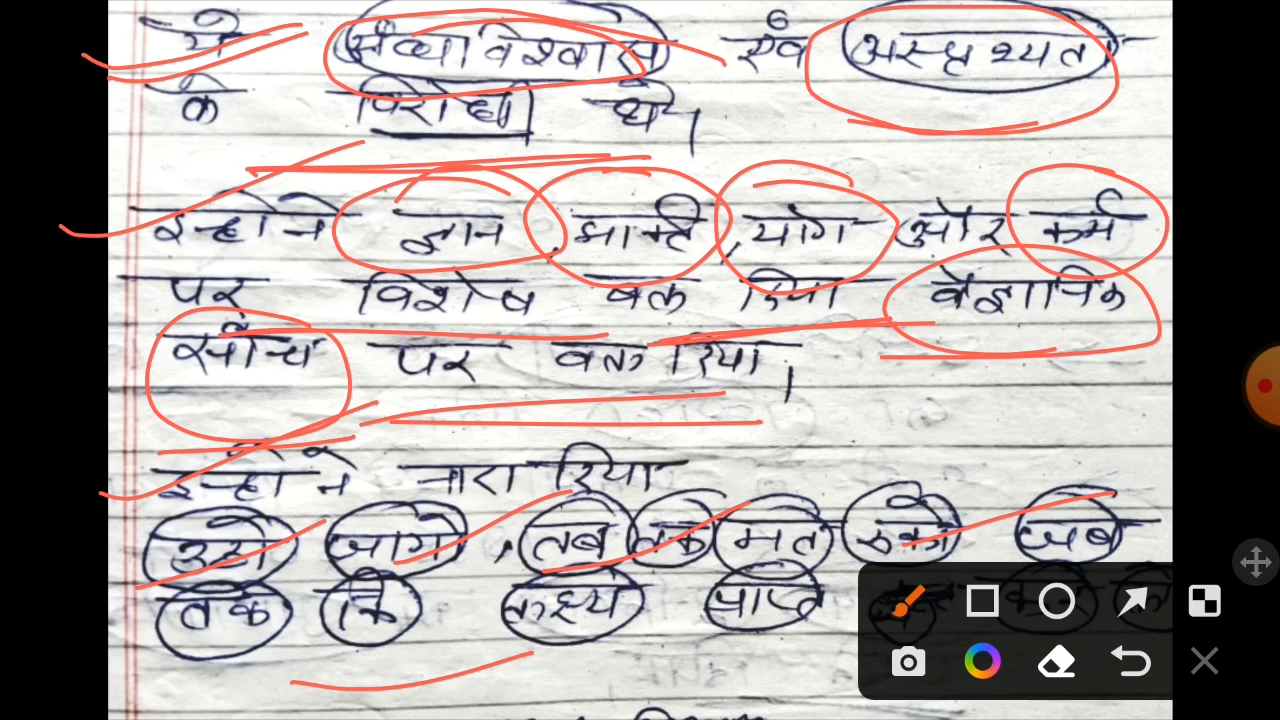 ये अंधविश्वास एवं अस्पृश्यता
के विरोधी थे।
इन्होंने ज्ञान, भक्ति, योग और कर्म
पर विशेष बल दिया वैज्ञानिक
सोच पर बल दिया।
इन्होंने नारा दिया
उठो जागो, तब तक मत रुको जब
तक कि लक्ष्य प्राप्त